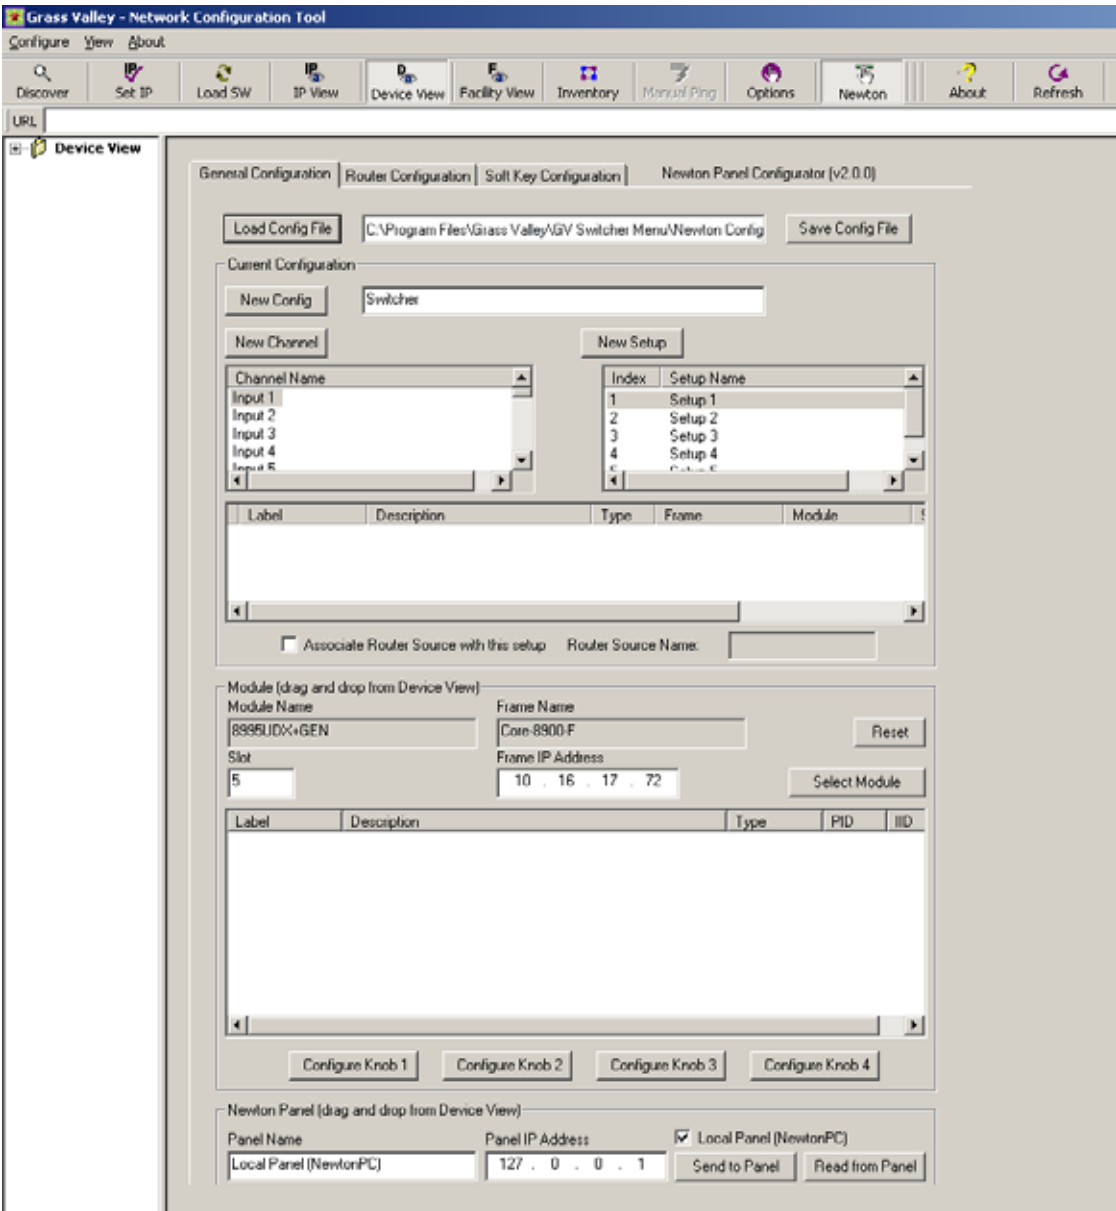 Grass Valley - Network Configuration Tool
Configure View About
Discover Set IP Load SW IP View Device View Facility View Inventory Manual Ping Options Newton About Refresh
URL
Device View
General Configuration Router Configuration Soft Key Configuration Newton Panel Configurator (v2.0.0)
Load Config File C:\Program Files\Grass Valley\GV Switcher Menu\Newton Config Save Config File
Current Configuration
New Config Switcher
New Channel New Setup
Channel Name Index Setup Name
Input 1 1 Setup 1
Input 2 2 Setup 2
Input 3 3 Setup 3
Input 4 4 Setup 4
Input 5 5 Setup 5
Label Description Type Frame Module S
Associate Router Source with this setup Router Source Name:
Module (drag and drop from Device View)
Module Name Frame Name
8995UDX+GEN Core-8900-F Reset
Slot Frame IP Address
5 10 . 16 . 17 . 72 Select Module
Label Description Type PID IID
Configure Knob 1 Configure Knob 2 Configure Knob 3 Configure Knob 4
Newton Panel (drag and drop from Device View)
Panel Name Panel IP Address Local Panel (NewtonPC)
Local Panel (NewtonPC) 127 . 0 . 0 . 1 Send to Panel Read from Panel